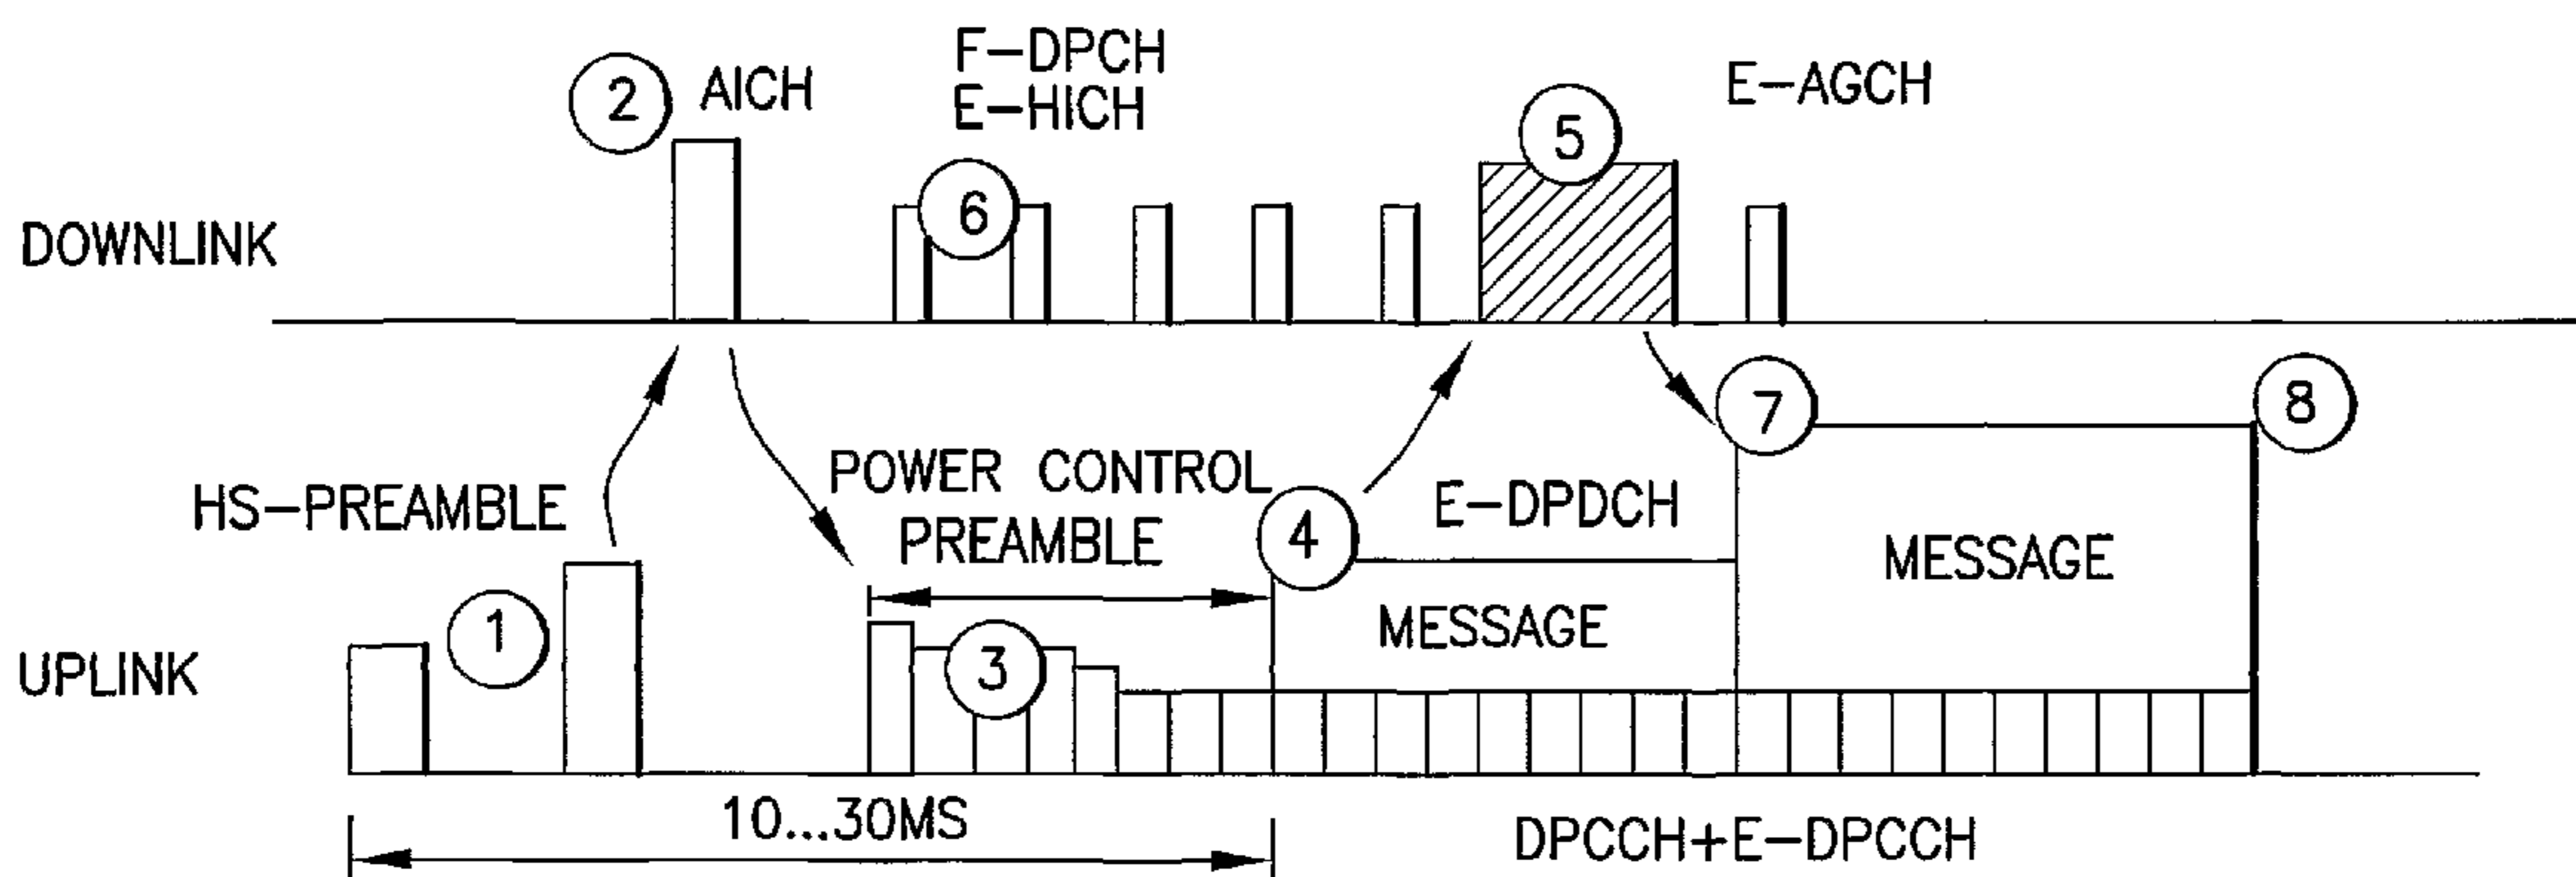 F-DPCH
E-HICH
2 AICH
E-AGCH
5
6
DOWNLINK
7
8
HS-PREAMBLE
POWER CONTROL
PREAMBLE
4
E-DPDCH
MESSAGE
1
MESSAGE
3
UPLINK
10...30MS
DPCCH+E-DPCCH